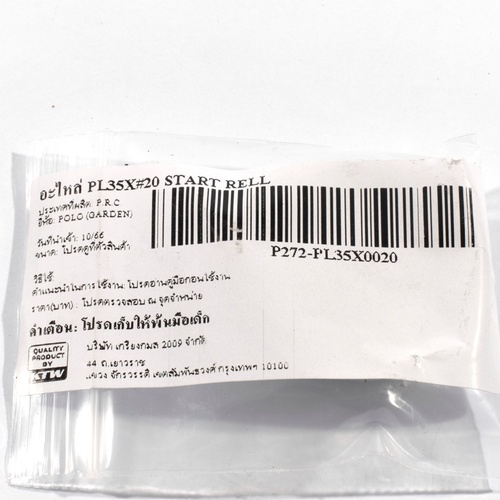 อะไหล่ PL35X#20 START RELL
ประเทศที่ผลิต: P.R.C
ยี่ห้อ: POLO (GARDEN)
วันที่นำเข้า: 10/66
ขนาด: โปรดดูที่ตัวสินค้า
P272-PL35X0020
วิธีใช้:
คำแนะนำในการใช้งาน: โปรดอ่านคู่มือก่อนใช้งาน
ราคา(บาท) : โปรดตรวจสอบ ณ จุดจำหน่าย
คำเตือน: โปรดเก็บให้พ้นมือเด็ก
บริษัท เกรียงกมล 2009 จำกัด
44 ถ.เยาวราช
แขวง จักรวรรดิ เขตสัมพันธวงศ์ กรุงเทพฯ 10100
QUALITY
PRODUCT
BY
KTW